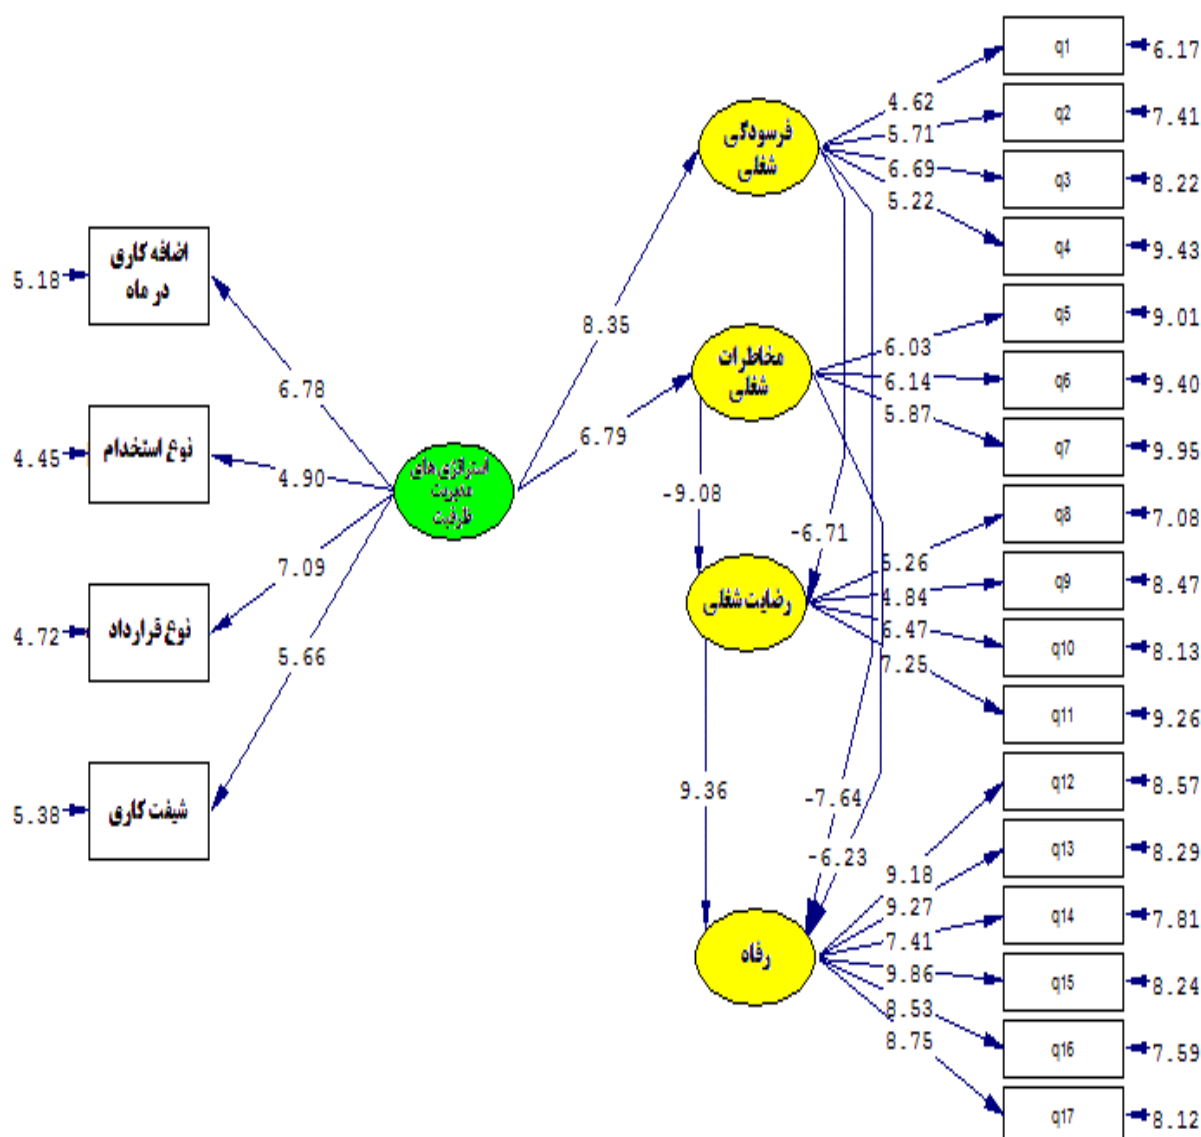 q1
6.17
4.62
فرسودگی
شغلی
q2
7.41
5.71
q3
8.22
6.69
5.22
q4
9.43
اضافه کاری
در ماه
5.18
q5
9.01
8.35
6.03
مخاطرات
شغلی
q6
9.40
6.14
5.87
6.78
6.79
q7
9.95
نوع استخدام
4.45
4.90
استراتژی های
مدیریت
ظرفیت
-9.08
q8
7.08
-6.71
5.26
7.09
q9
8.47
4.84
رضایت شغلی
نوع قرارداد
4.72
6.47
q10
8.13
5.66
7.25
q11
9.26
9.36
-7.64
q12
8.57
شیفت کاری
5.38
-6.23
9.18
q13
8.29
9.27
q14
7.81
7.41
رفاه
9.86
q15
8.24
8.53
8.75
q16
7.59
q17
8.12